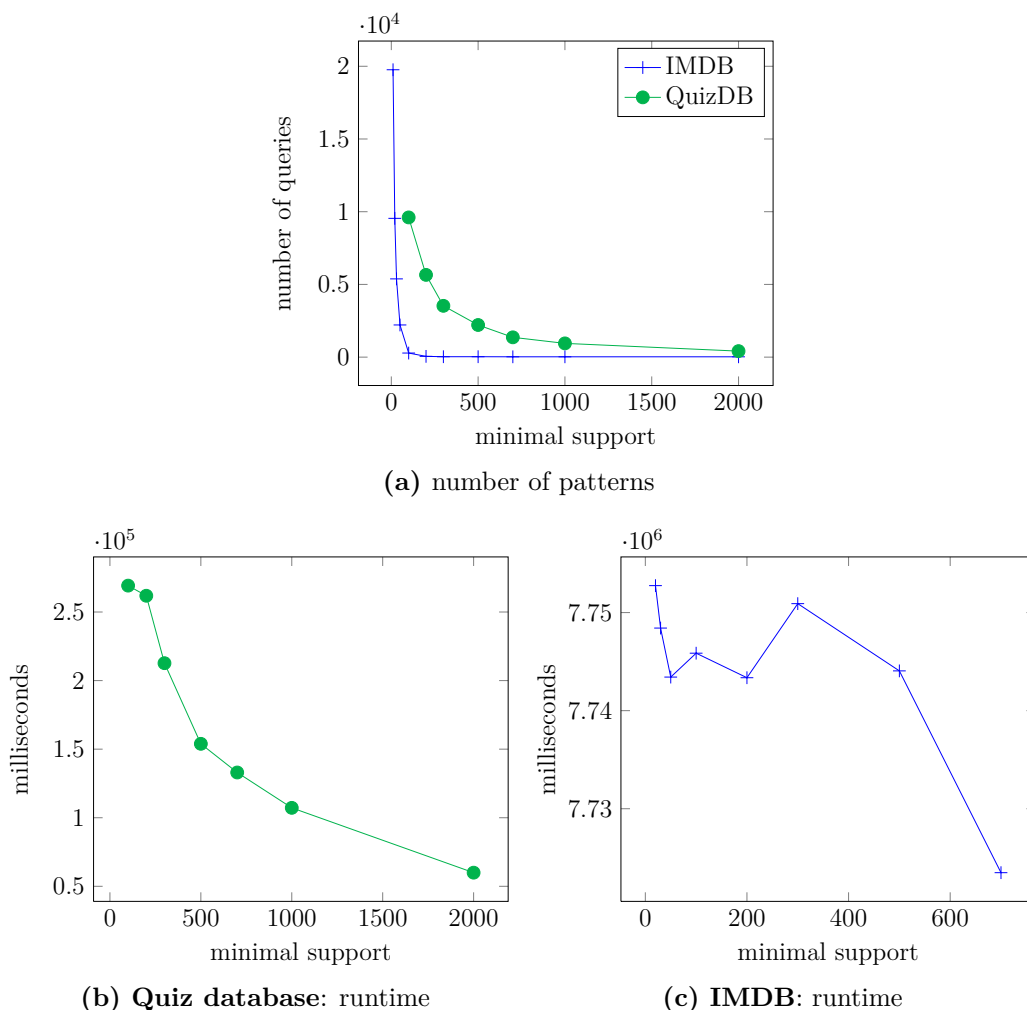 ·10^4
2
1.5
1
0.5
0
number of queries
IMDB
QuizDB
0 500 1000 1500 2000
minimal support
(a) number of patterns
·10^5
2.5
2
1.5
1
0.5
milliseconds
0 500 1000 1500 2000
minimal support
(b) Quiz database: runtime
·10^6
7.75
7.74
7.73
milliseconds
0 200 400 600
minimal support
(c) IMDB: runtime